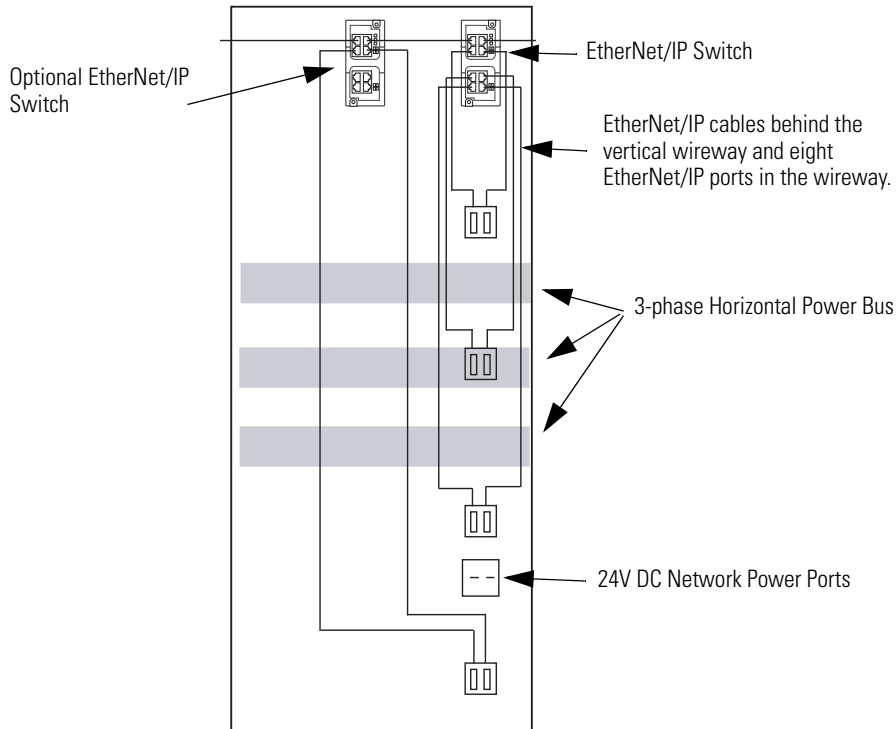 EtherNet/IP Switch
Optional EtherNet/IP
Switch
EtherNet/IP cables behind the
vertical wireway and eight
EtherNet/IP ports in the wireway.
3-phase Horizontal Power Bus
24V DC Network Power Ports